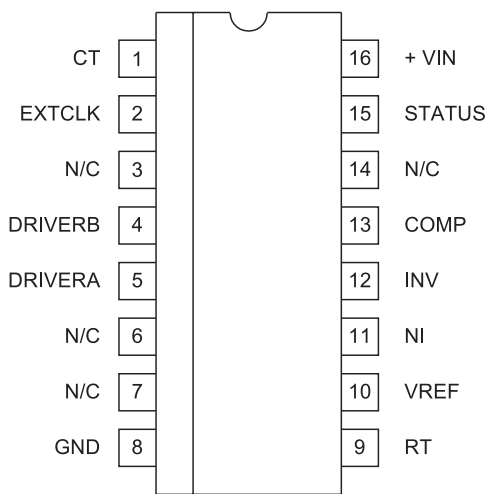 CT 1 16 + VIN
EXTCLK 2 15 STATUS
N/C 3 14 N/C
DRIVERB 4 13 COMP
DRIVERA 5 12 INV
N/C 6 11 NI
N/C 7 10 VREF
GND 8 9 RT